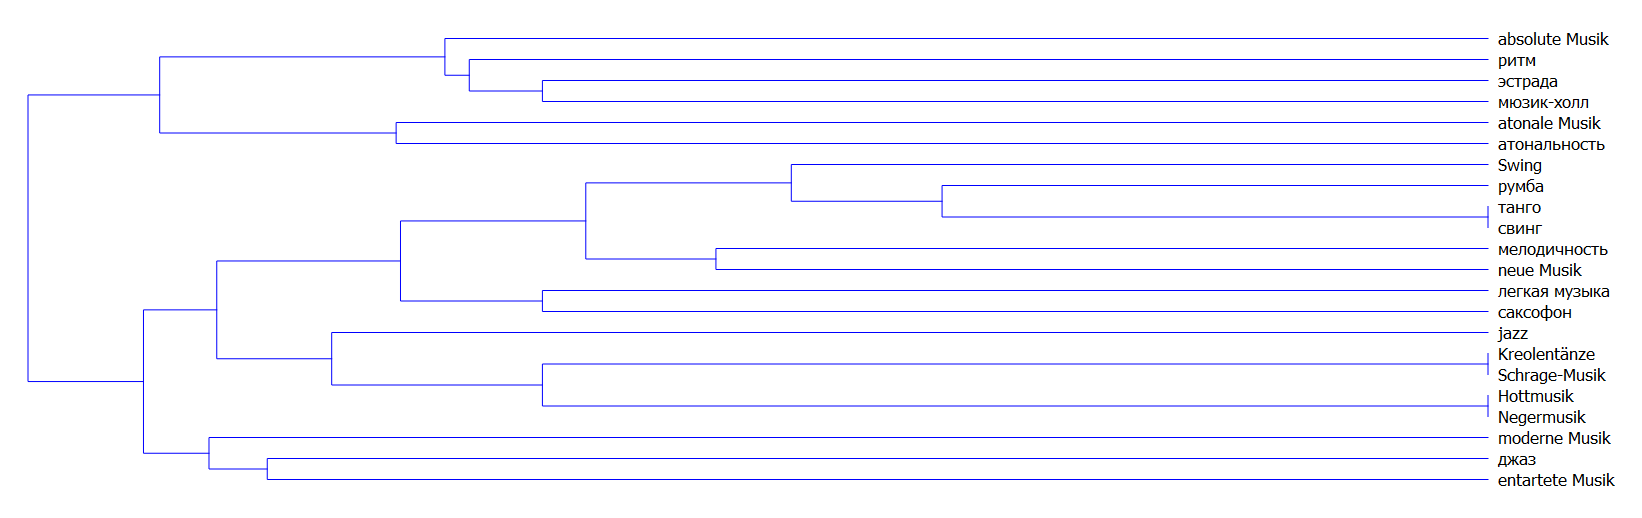 absolute Musik
ритм
эстрада
мюзик-холл
atonale Musik
атональность
Swing
румба
танго
свинг
мелодичность
neue Musik
легкая музыка
саксофон
jazz
Kreolentänze
Schrage-Musik
Hottmusik
Negermusik
moderne Musik
джаз
entartete Musik